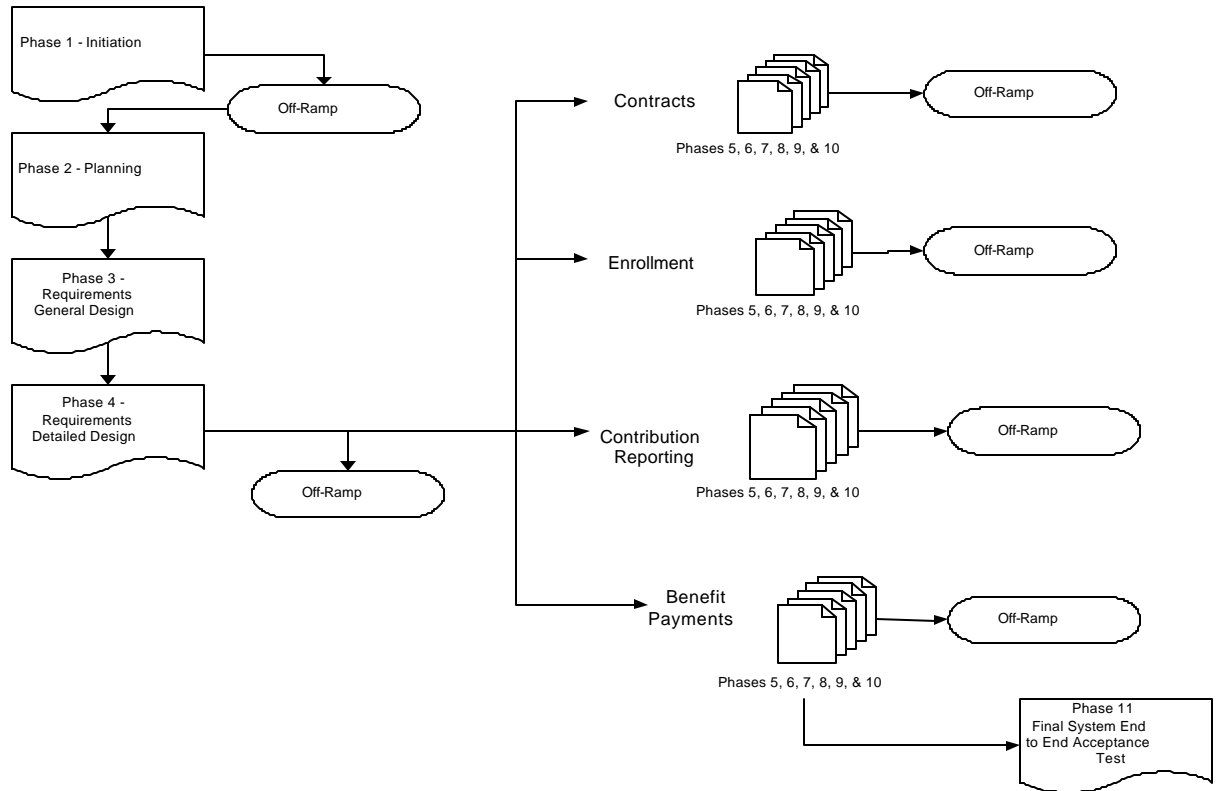 Phase 1 - Initiation
Off-Ramp
Phase 2 - Planning
Phase 3 -
Requirements
General Design
Phase 4 -
Requirements
Detailed Design
Off-Ramp
Contracts
Phases 5, 6, 7, 8, 9, & 10
Off-Ramp
Enrollment
Phases 5, 6, 7, 8, 9, & 10
Off-Ramp
Contribution
Reporting
Phases 5, 6, 7, 8, 9, & 10
Off-Ramp
Benefit
Payments
Phases 5, 6, 7, 8, 9, & 10
Off-Ramp
Phase 11
Final System End
to End Acceptance
Test